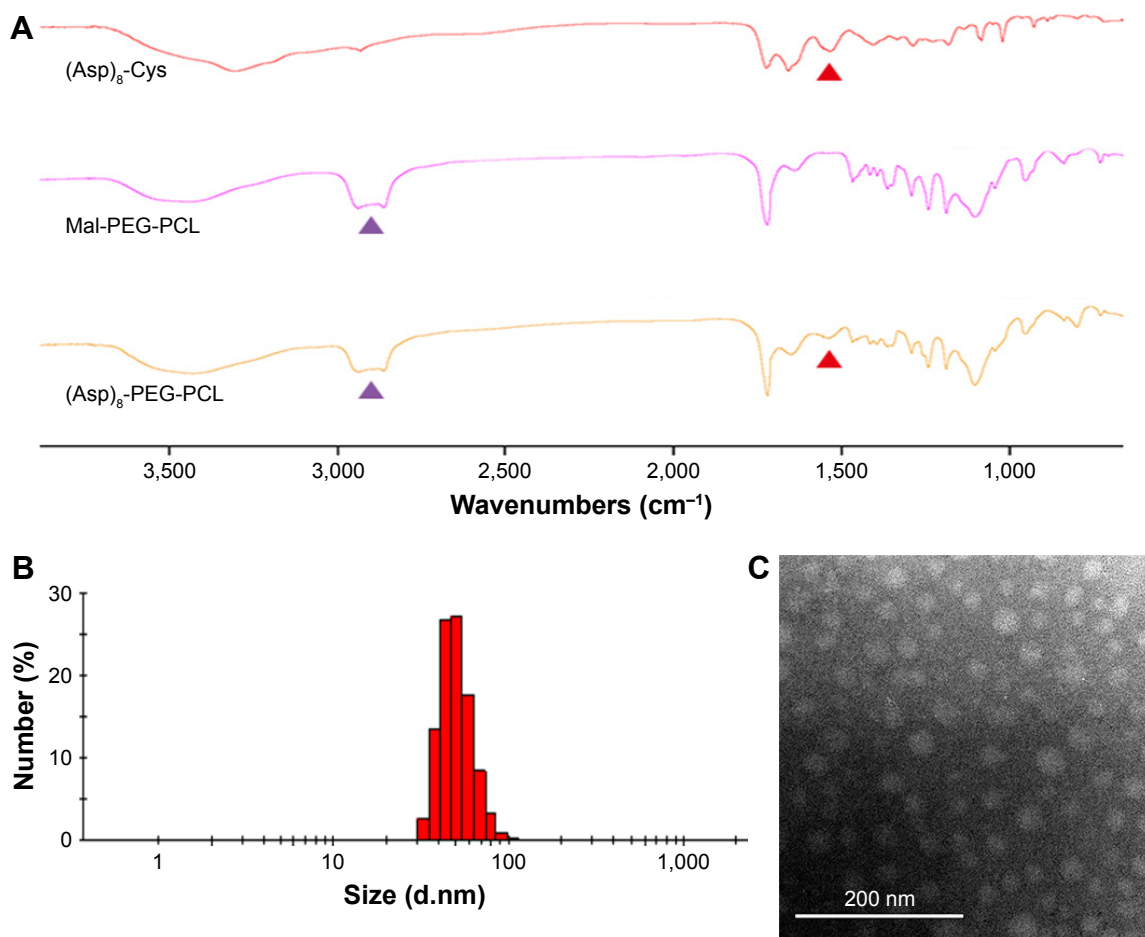 A
(Asp)₈-Cys
Mal-PEG-PCL
(Asp)₈-PEG-PCL
3,500 3,000 2,500 2,000 1,500 1,000
Wavenumbers (cm⁻¹)
B
30
20
10
0
Number (%)
1 10 100 1,000
Size (d.nm)
C
200 nm